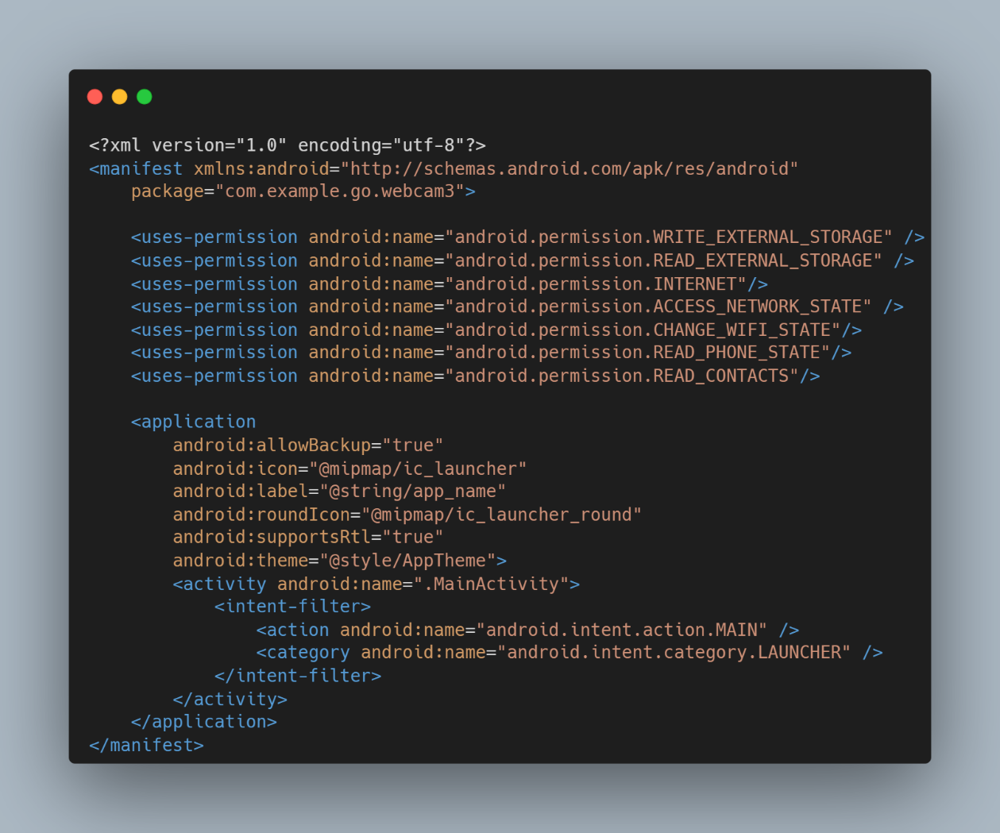 <?xml version="1.0" encoding="utf-8"?>
<manifest xmlns:android="http://schemas.android.com/apk/res/android"
    package="com.example.go.webcam3">

    <uses-permission android:name="android.permission.WRITE_EXTERNAL_STORAGE" />
    <uses-permission android:name="android.permission.READ_EXTERNAL_STORAGE" />
    <uses-permission android:name="android.permission.INTERNET"/>
    <uses-permission android:name="android.permission.ACCESS_NETWORK_STATE" />
    <uses-permission android:name="android.permission.CHANGE_WIFI_STATE"/>
    <uses-permission android:name="android.permission.READ_PHONE_STATE"/>
    <uses-permission android:name="android.permission.READ_CONTACTS"/>

    <application
        android:allowBackup="true"
        android:icon="@mipmap/ic_launcher"
        android:label="@string/app_name"
        android:roundIcon="@mipmap/ic_launcher_round"
        android:supportsRtl="true"
        android:theme="@style/AppTheme">
        <activity android:name=".MainActivity">
            <intent-filter>
                <action android:name="android.intent.action.MAIN" />
                <category android:name="android.intent.category.LAUNCHER" />
            </intent-filter>
        </activity>
    </application>
</manifest>